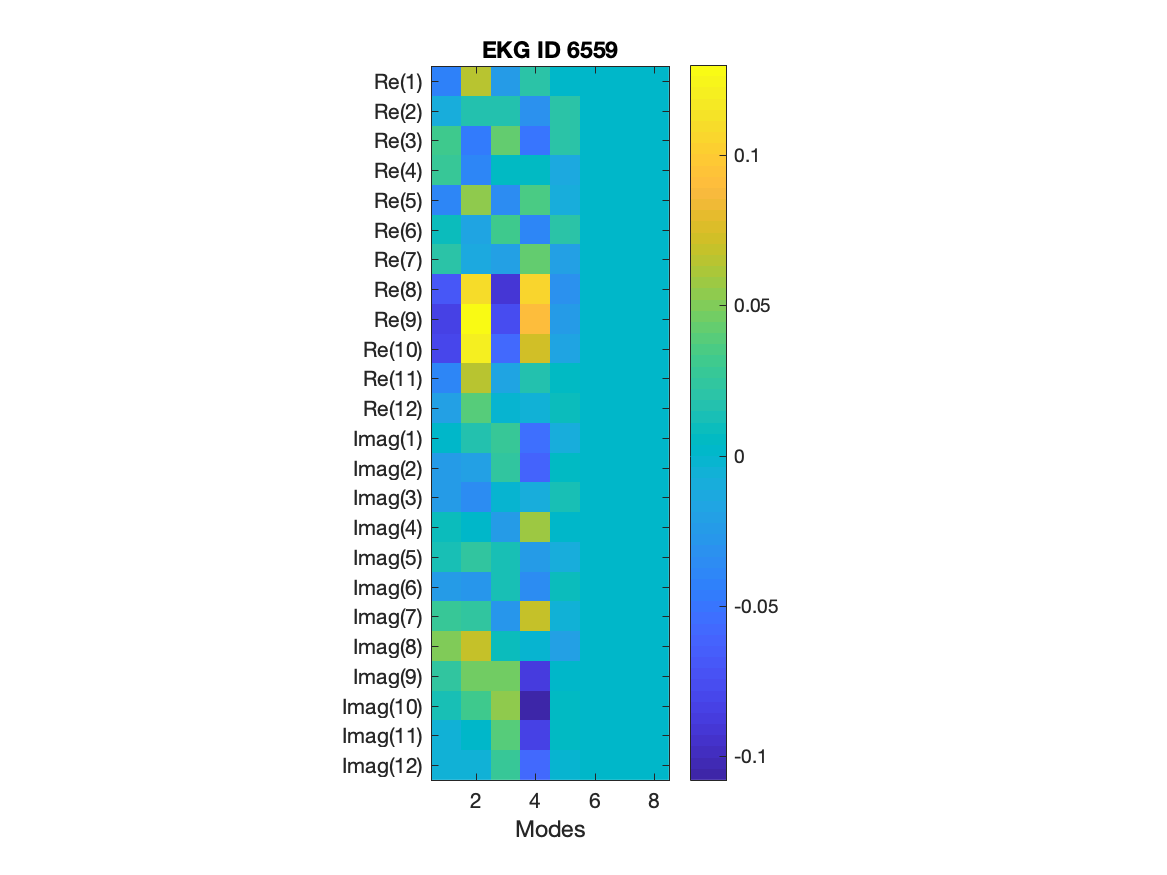 EKG ID 6559
Re(1)
Re(2)
Re(3)
Re(4)
Re(5)
Re(6)
Re(7)
Re(8)
Re(9)
Re(10)
Re(11)
Re(12)
Imag(1)
Imag(2)
Imag(3)
Imag(4)
Imag(5)
Imag(6)
Imag(7)
Imag(8)
Imag(9)
Imag(10)
Imag(11)
Imag(12)
2 4 6 8
Modes
0.1
0.05
0
-0.05
-0.1